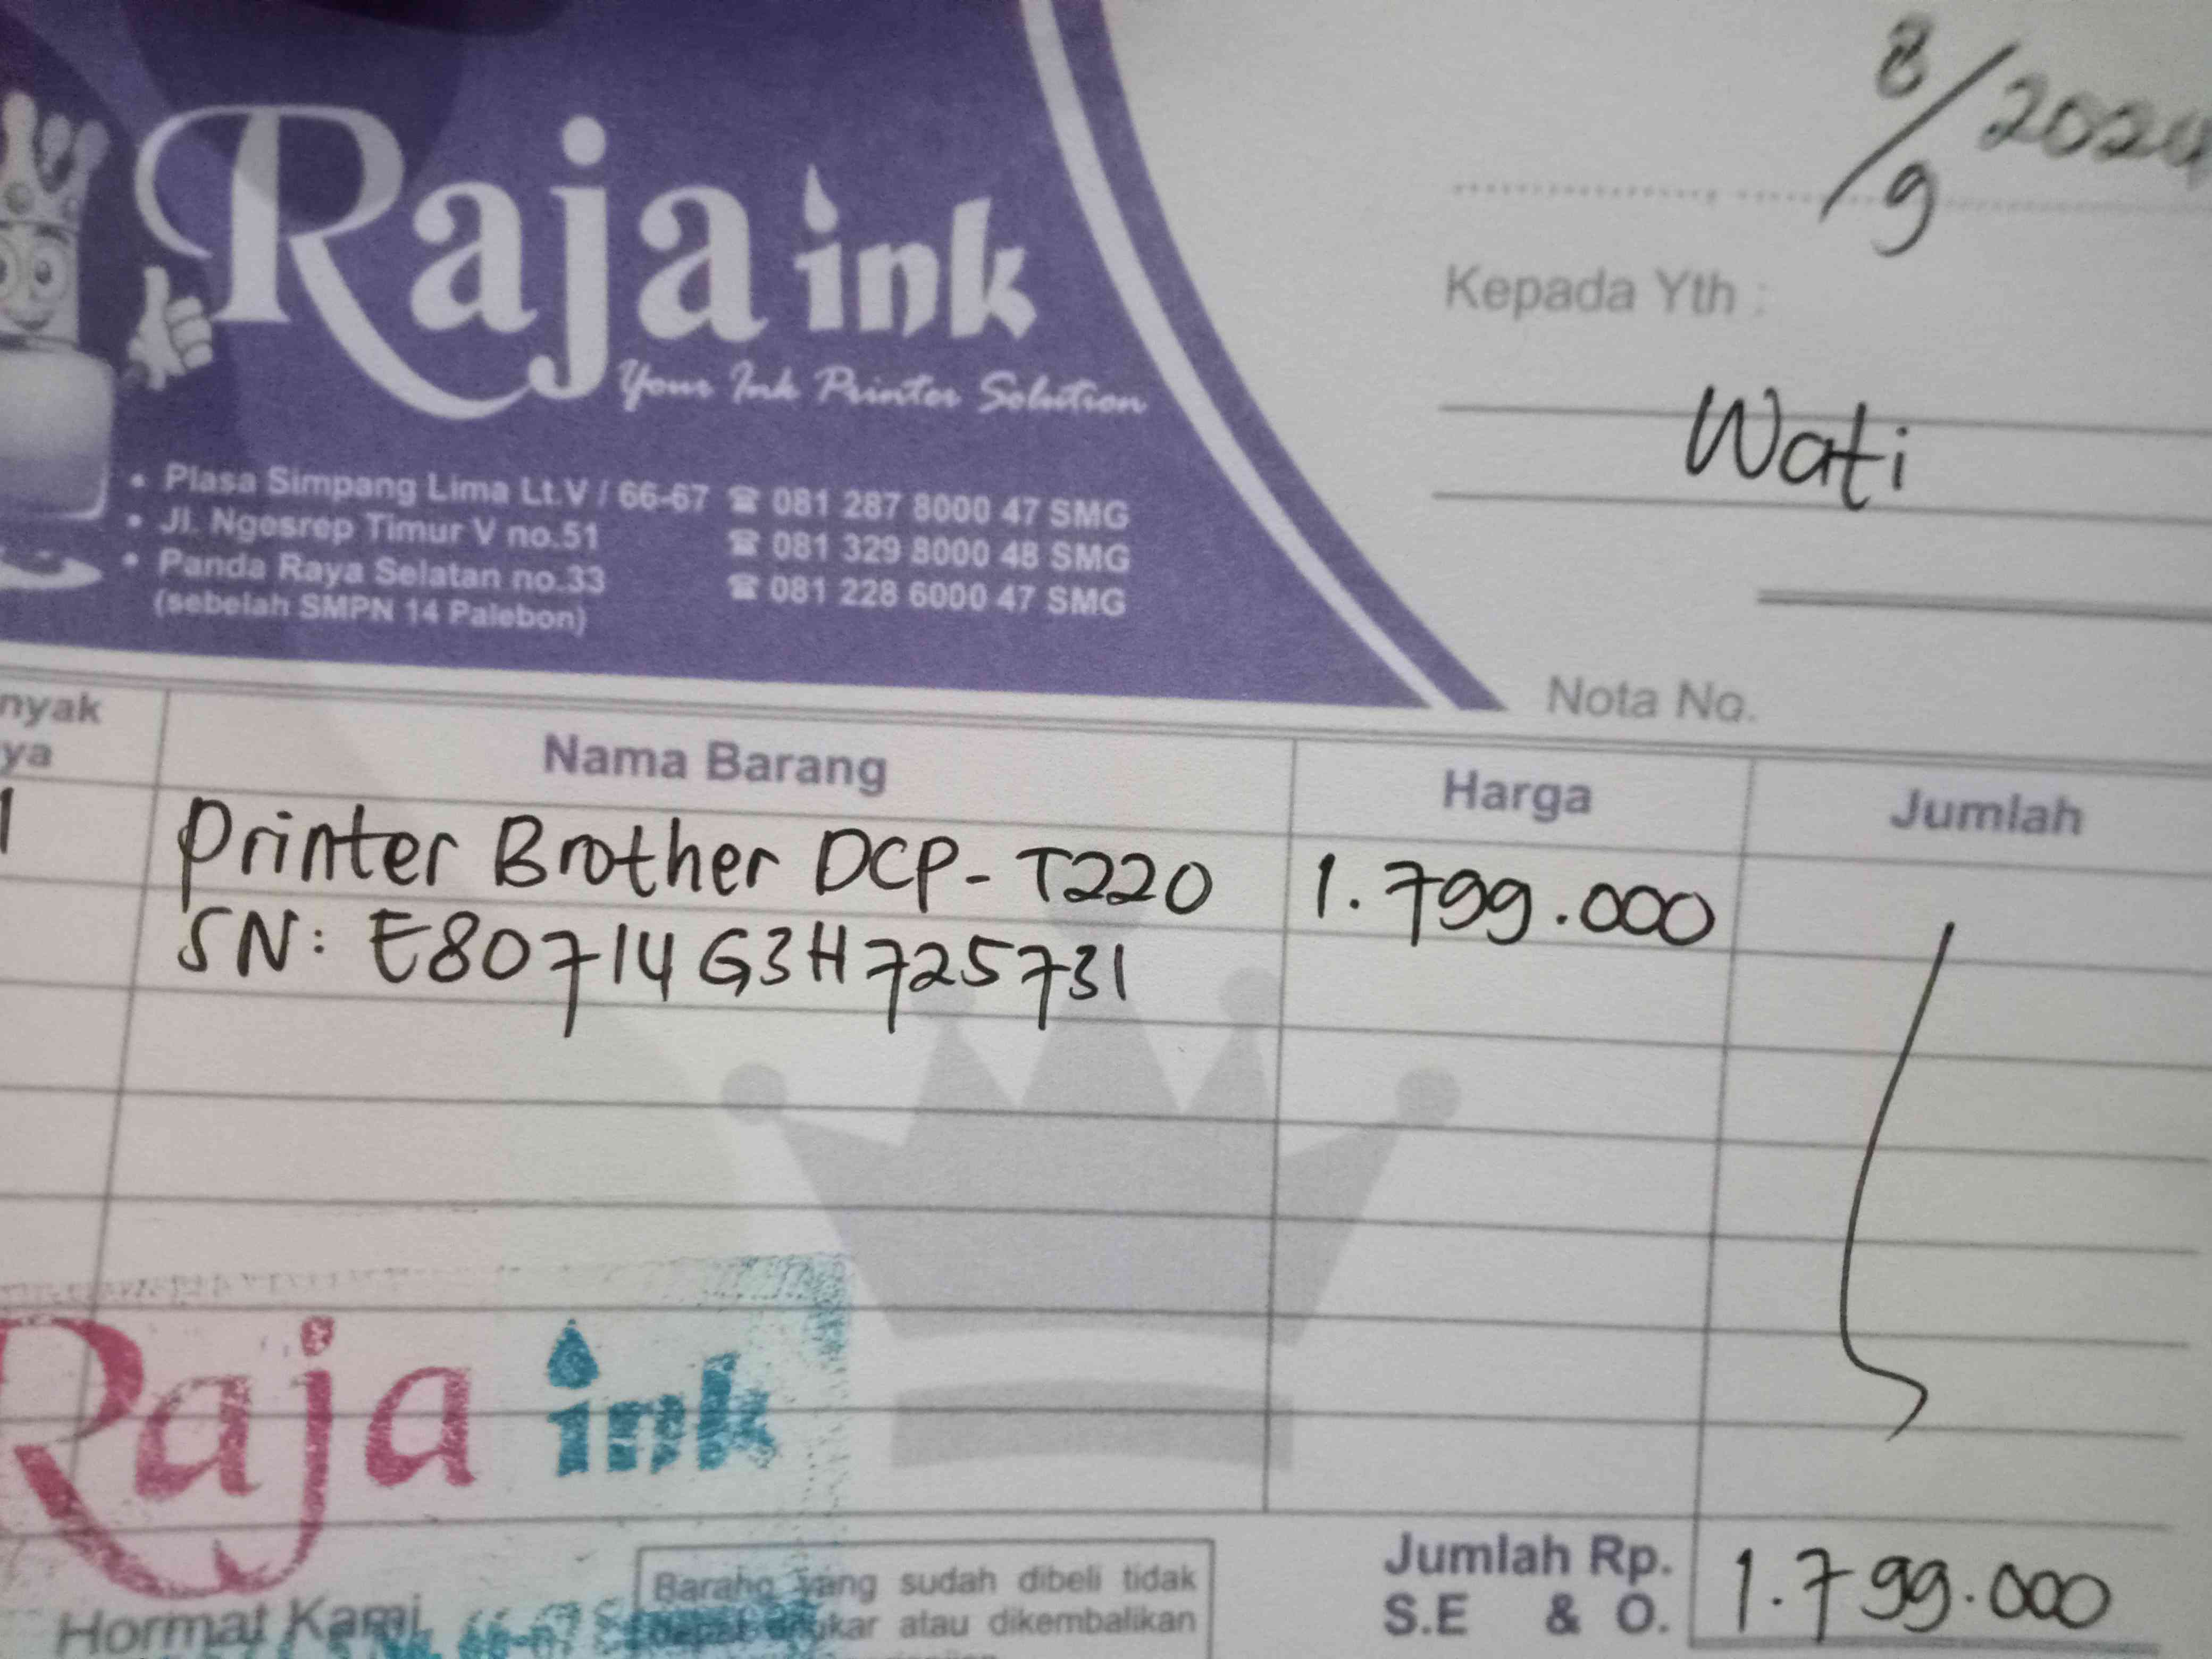 Raja ink
Your Ink Printer Solution
• Plasa Simpang Lima Lt.V / 66-67 ☎ 081 287 8000 47 SMG
• Jl. Ngesrep Timur V no.51 ☎ 081 329 8000 48 SMG
• Panda Raya Selatan no.33 ☎ 081 228 6000 47 SMG
(sebelah SMPN 14 Palebon)
8/9 2024
Kepada Yth :
Wati
Nota No.
nyak
ya
Nama Barang Harga Jumlah
1 Printer Brother DCP-T220 1.799.000
SN: E80714G3H725731
Raja ink
Hormat Kami,
66-67
Barang yang sudah dibeli tidak
atau dikembalikan
Jumlah Rp. 1.799.000
S.E & O.